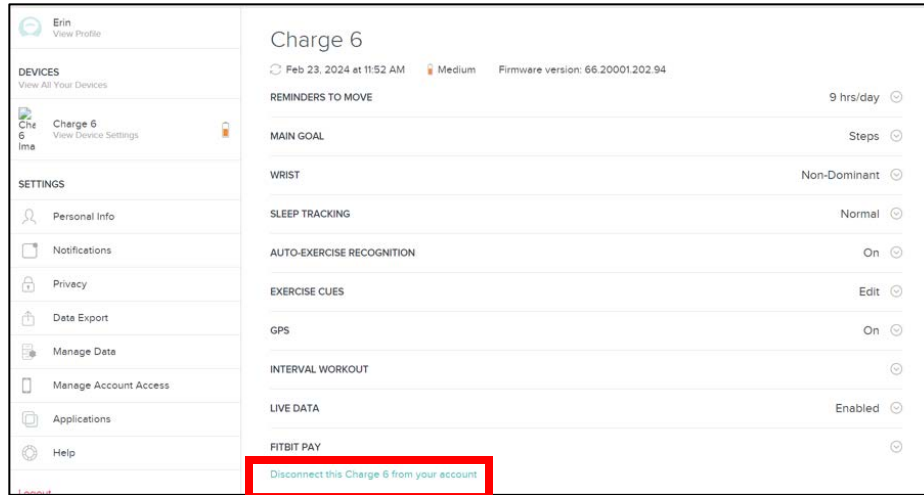 Erin
View Profile
DEVICES
View All Your Devices
Cha
6
Ima
Charge 6
View Device Settings
SETTINGS
Personal Info
Notifications
Privacy
Data Export
Manage Data
Manage Account Access
Applications
Help
Logout
Charge 6
Feb 23, 2024 at 11:52 AM Medium Firmware version: 66.20001.202.94
REMINDERS TO MOVE 9 hrs/day
MAIN GOAL Steps
WRIST Non-Dominant
SLEEP TRACKING Normal
AUTO-EXERCISE RECOGNITION On
EXERCISE CUES Edit
GPS On
INTERVAL WORKOUT
LIVE DATA Enabled
FITBIT PAY
Disconnect this Charge 6 from your account